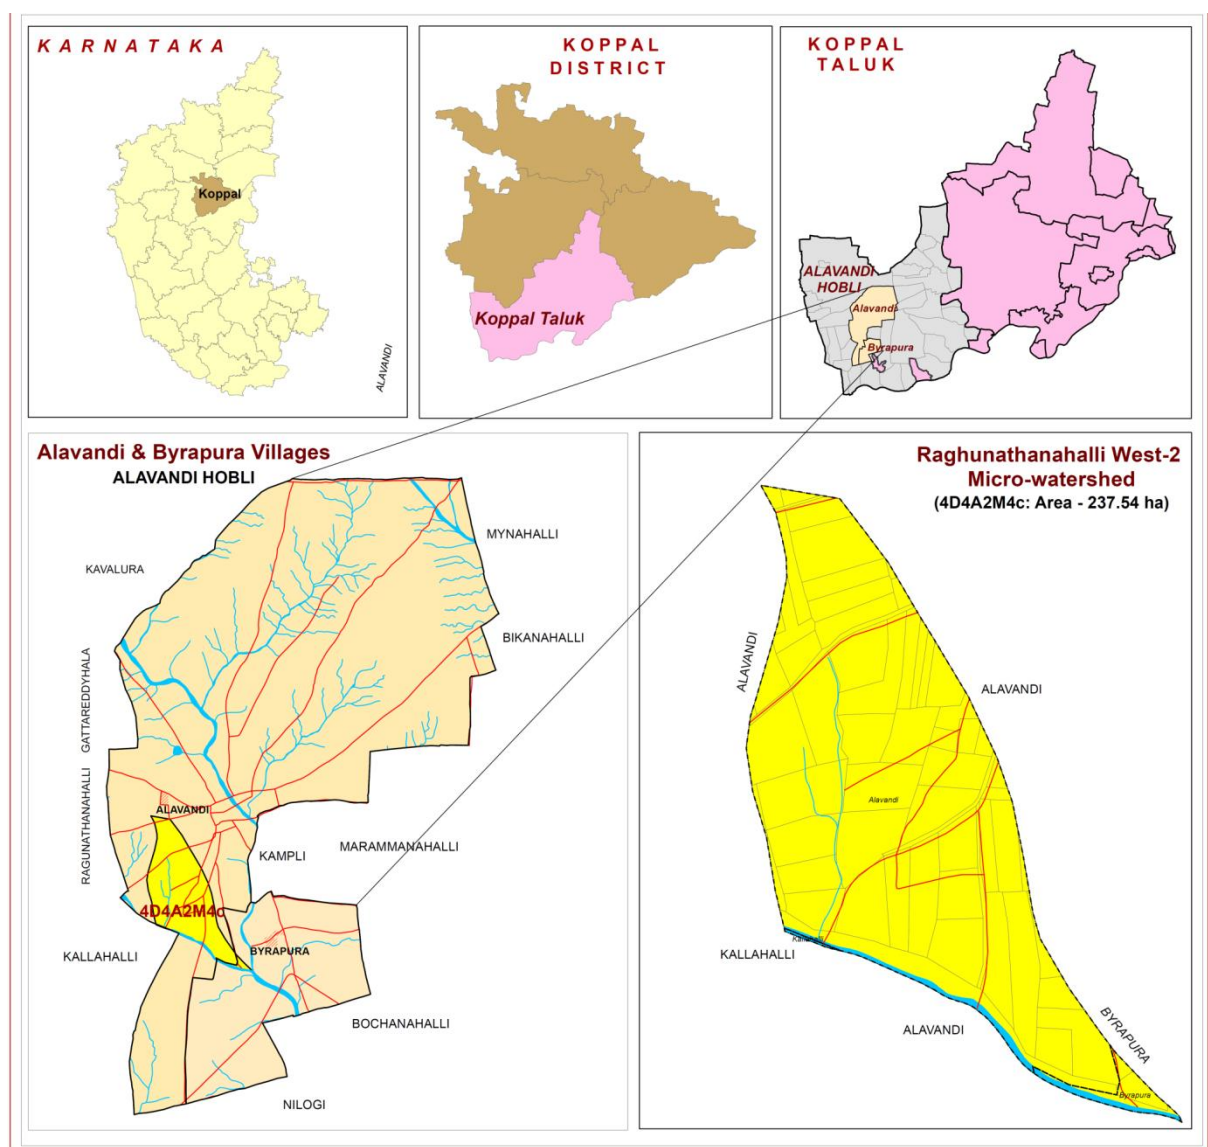 KARNATAKA
Koppal
ALAVANDI
KOPPAL
DISTRICT
Koppal Taluk
KOPPAL
TALUK
ALAVANDI
HOBLI
Alavandi
Byrapura
Alavandi & Byrapura Villages
ALAVANDI HOBLI
MYNAHALLI
KAVALURA
BIKANAHALLI
GATTAREDDYHALA
RAGUNATHANAHALLI
ALAVANDI
KAMPLI
MARAMMANAHALLI
4D4A2M4c
BYRAPURA
KALLAHALLI
BOCHANAHALLI
NILOGI
Raghunathanahalli West-2
Micro-watershed
(4D4A2M4c: Area - 237.54 ha)
ALAVANDI
ALAVANDI
Alavandi
Kallahalli
KALLAHALLI
ALAVANDI
BYRAPURA
Byrapura